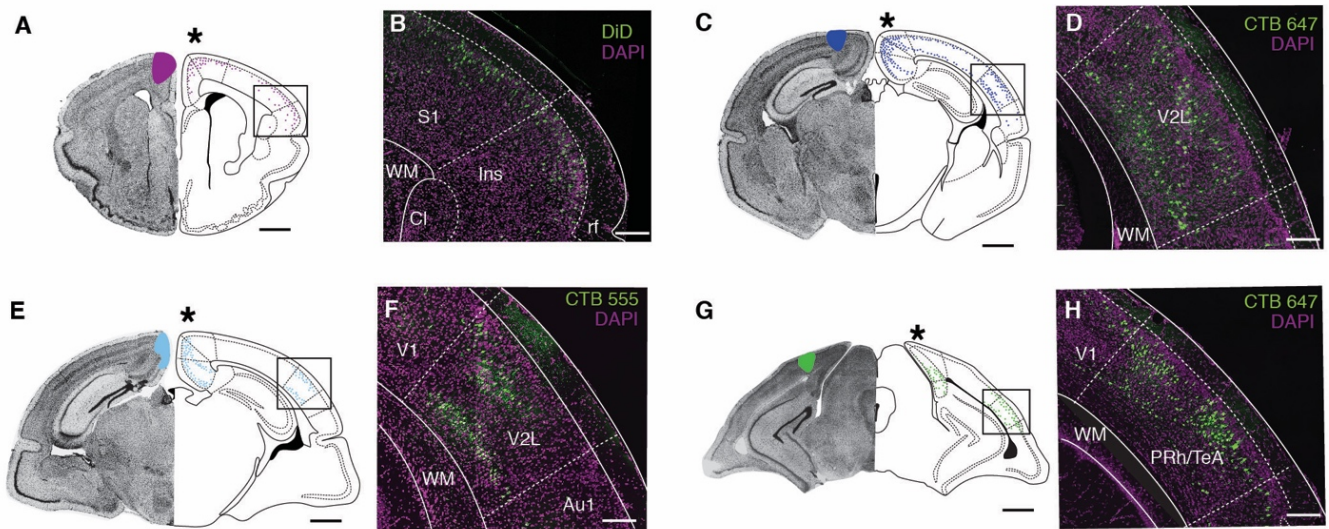 A
*
B
DiD
DAPI
S1
WM
Ins
Cl
rf
C
*
D
CTB 647
DAPI
V2L
WM
E
*
F
CTB 555
DAPI
V1
V2L
WM
Au1
G
*
H
CTB 647
DAPI
V1
WM
PRh/TeA